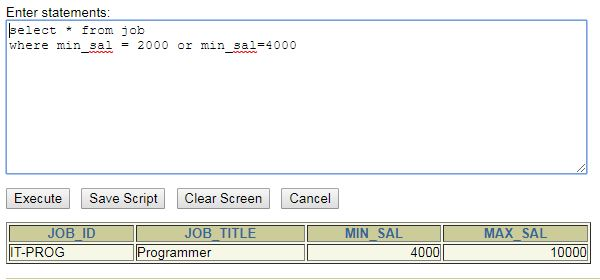 Enter statements:
select * from job
where min_sal = 2000 or min_sal=4000
Execute Save Script Clear Screen Cancel
JOB_ID JOB_TITLE MIN_SAL MAX_SAL
IT-PROG Programmer 4000 10000